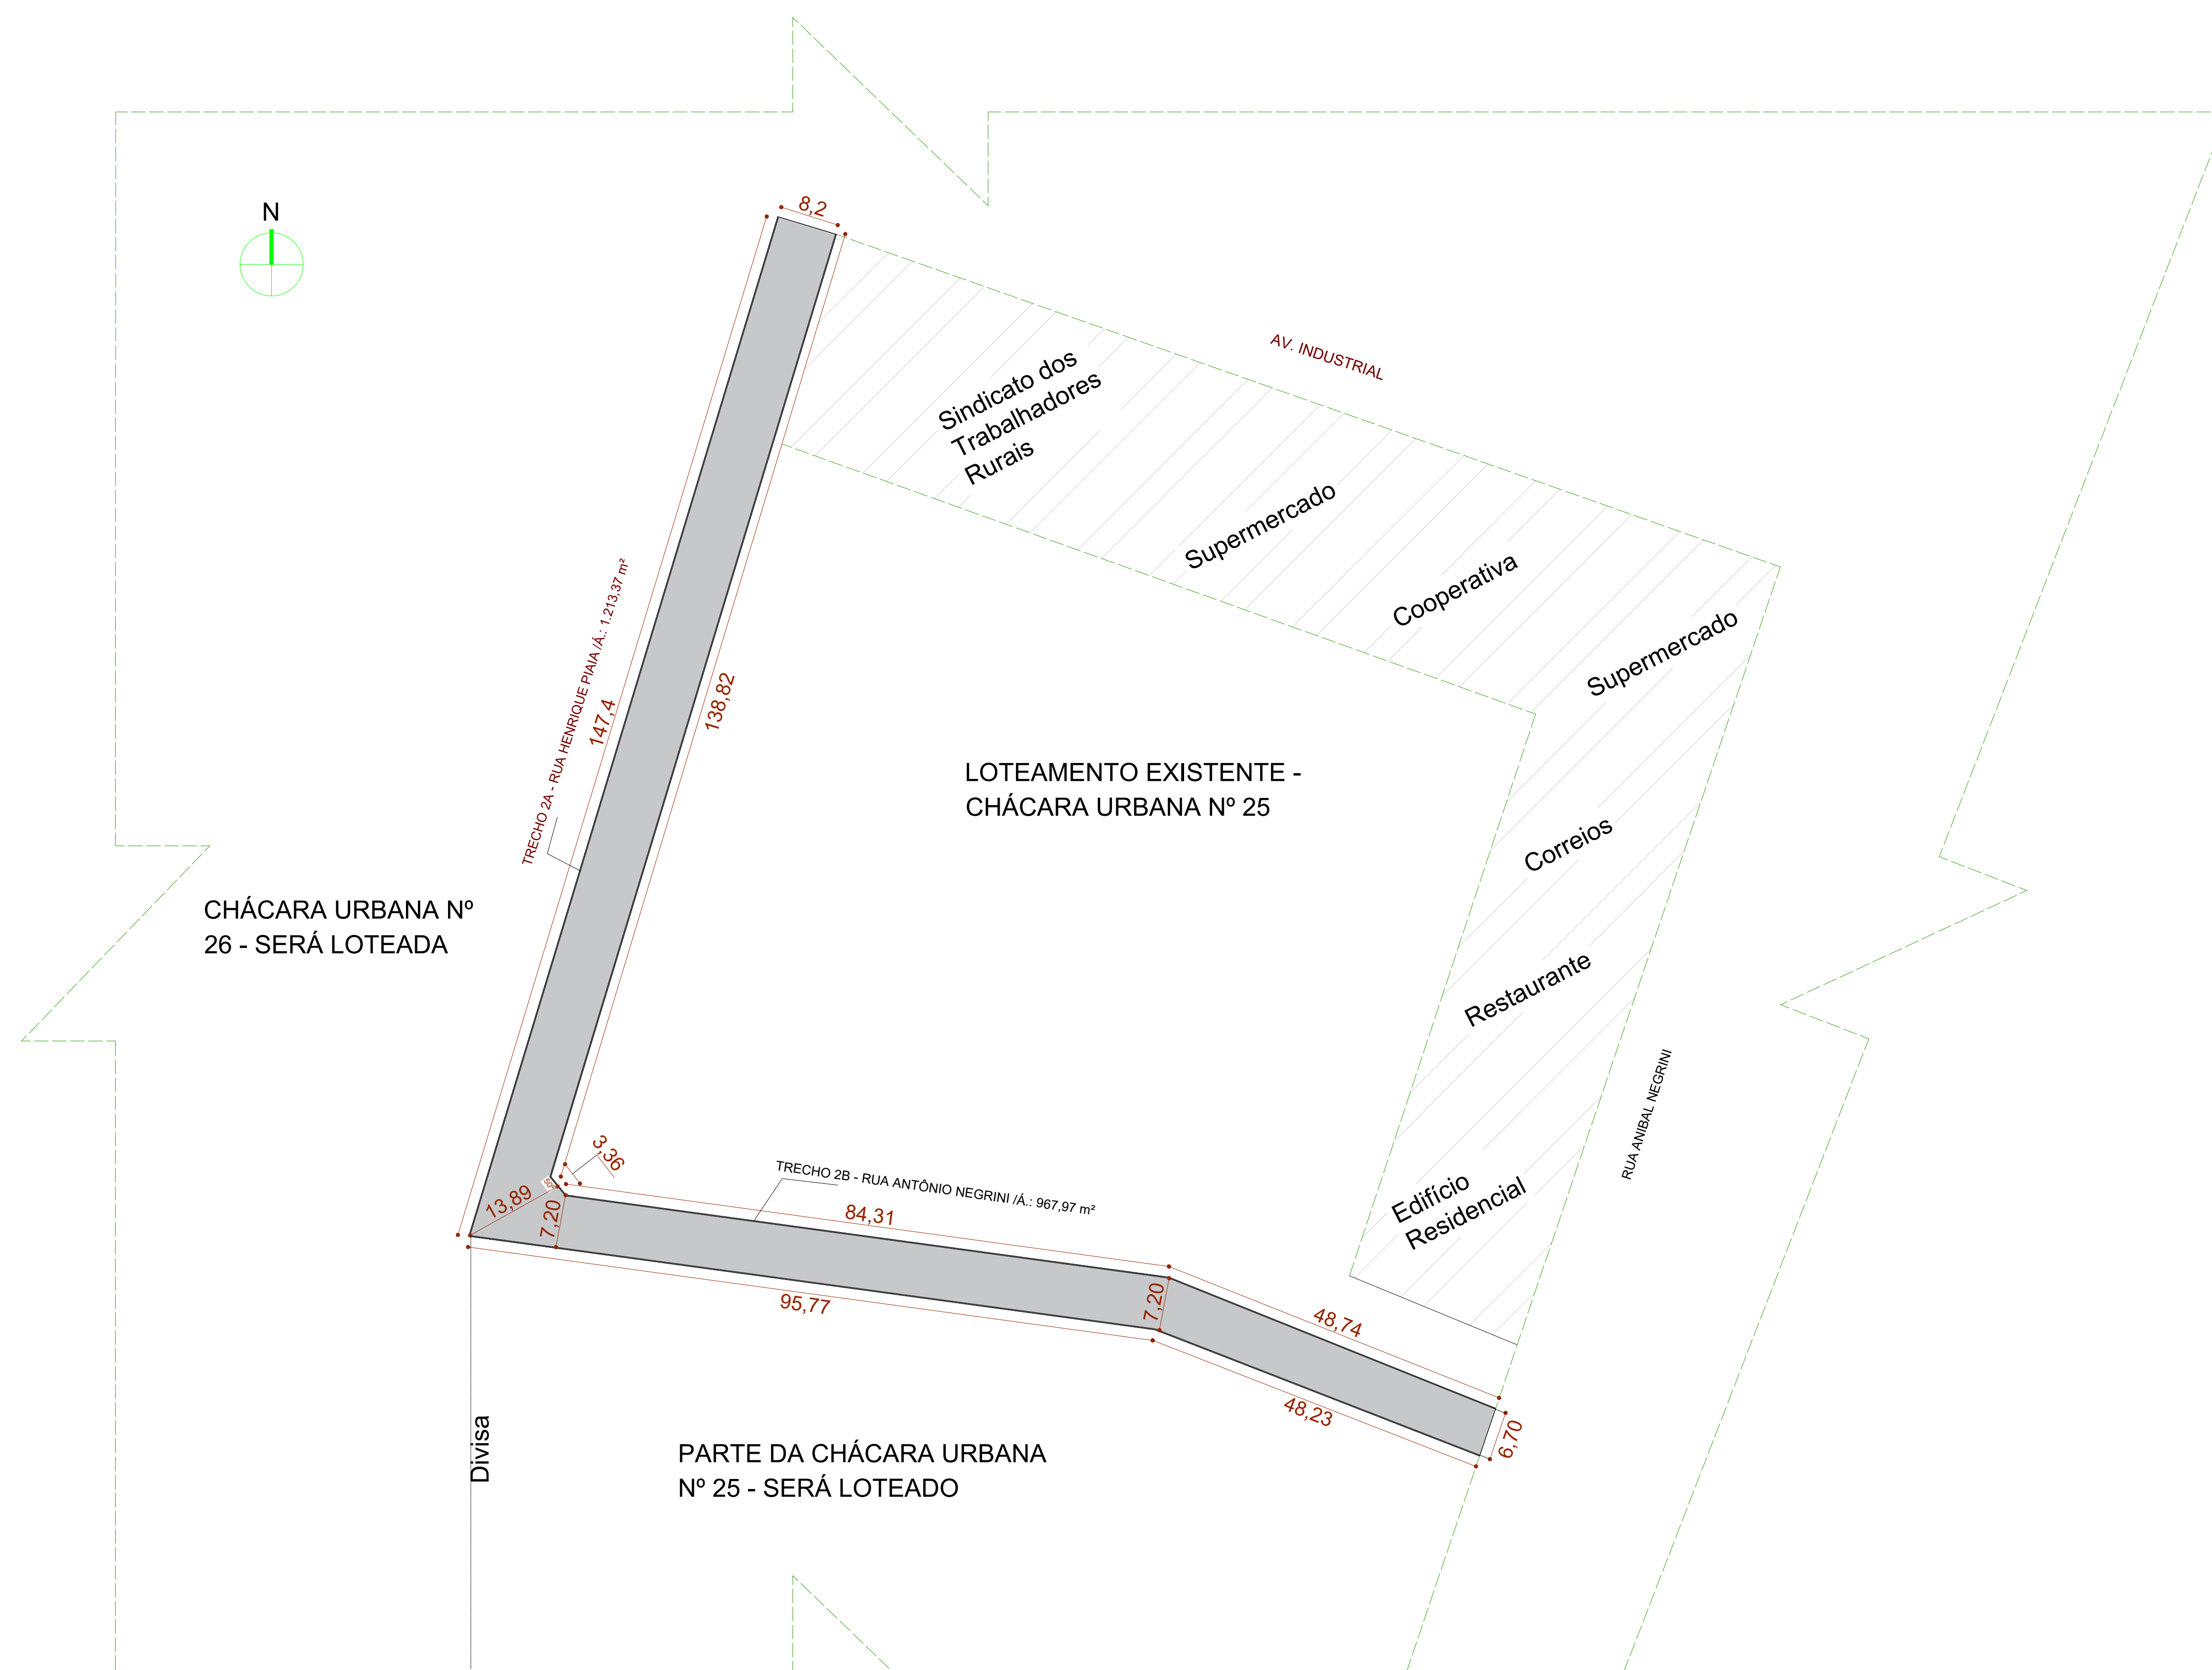 N
8,2
AV. INDUSTRIAL
Sindicato dos
Trabalhadores
Rurais
Supermercado
Cooperativa
Supermercado
TRECHO 2A - RUA HENRIQUE PIAIA /Á.: 1.213,37 m²
147,4
138,82
LOTEAMENTO EXISTENTE -
CHÁCARA URBANA Nº 25
Correios
CHÁCARA URBANA Nº
26 - SERÁ LOTEADA
Restaurante
RUA ANIBAL NEGRINI
3,36
TRECHO 2B - RUA ANTÔNIO NEGRINI /Á.: 967,97 m²
13,89
7,20
84,31
Edifício
Residencial
95,77
7,20
48,74
48,23
6,70
Divisa
PARTE DA CHÁCARA URBANA
Nº 25 - SERÁ LOTEADO